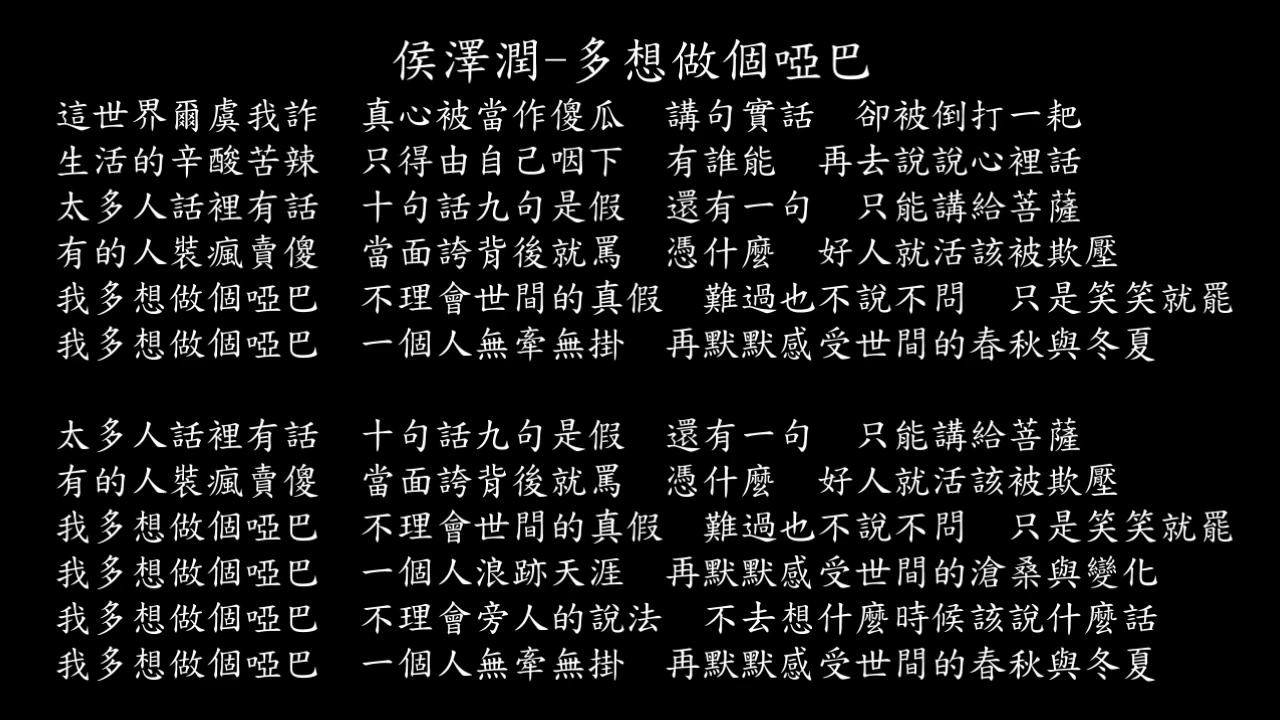 侯澤潤-多想做個啞巴
這世界爾虞我詐　真心被當作傻瓜　講句實話　卻被倒打一耙
生活的辛酸苦辣　只得由自己咽下　有誰能　再去說說心裡話
太多人話裡有話　十句話九句是假　還有一句　只能講給菩薩
有的人裝瘋賣傻　當面誇背後就罵　憑什麼　好人就活該被欺壓
我多想做個啞巴　不理會世間的真假　難過也不說不問　只是笑笑就罷
我多想做個啞巴　一個人無牽無掛　再默默感受世間的春秋與冬夏
太多人話裡有話　十句話九句是假　還有一句　只能講給菩薩
有的人裝瘋賣傻　當面誇背後就罵　憑什麼　好人就活該被欺壓
我多想做個啞巴　不理會世間的真假　難過也不說不問　只是笑笑就罷
我多想做個啞巴　一個人浪跡天涯　再默默感受世間的滄桑與變化
我多想做個啞巴　不理會旁人的說法　不去想什麼時候該說什麼話
我多想做個啞巴　一個人無牽無掛　再默默感受世間的春秋與冬夏